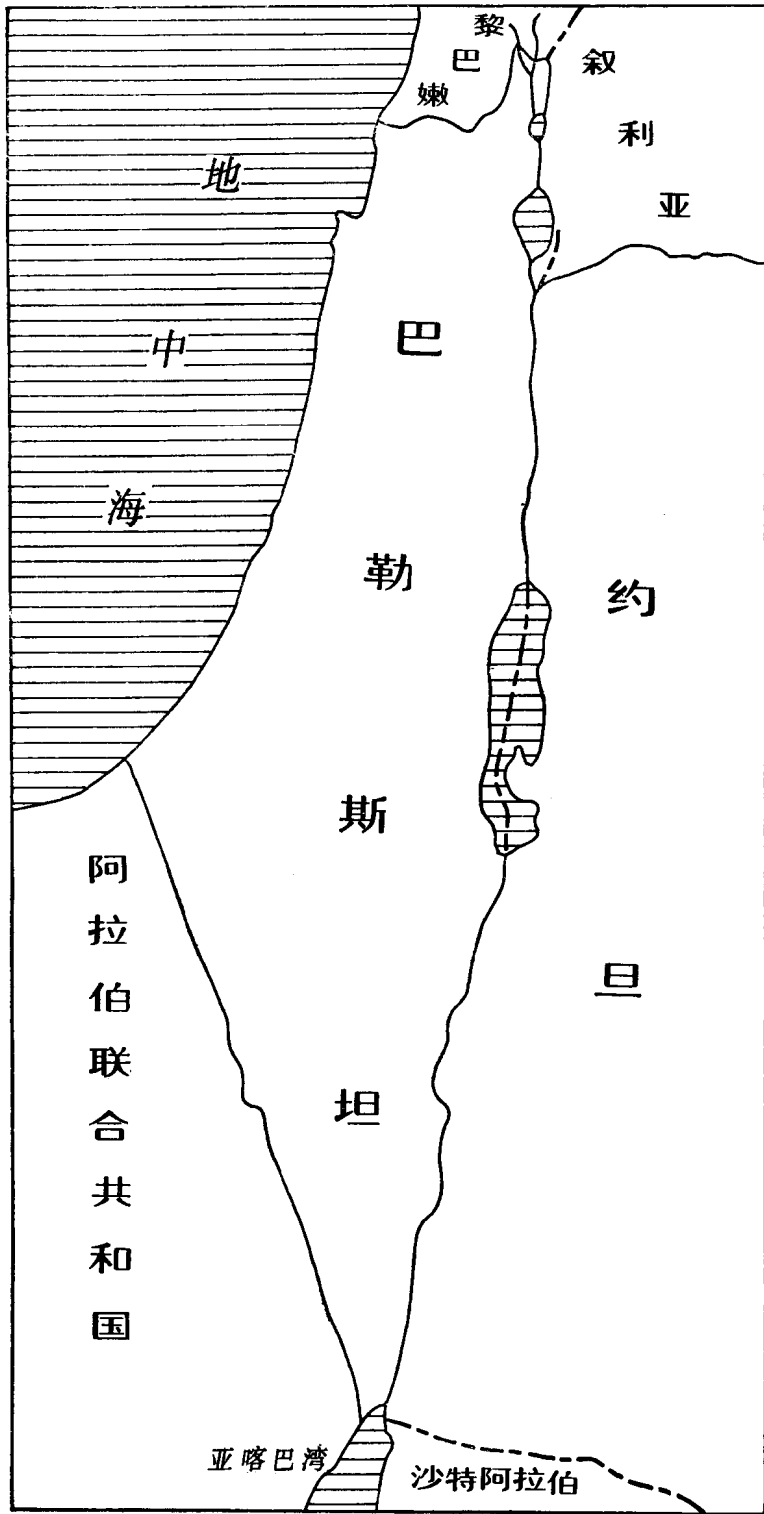 黎巴嫩
叙利亚
地中海
巴勒斯坦
约旦
阿拉伯联合共和国
亚喀巴湾
沙特阿拉伯